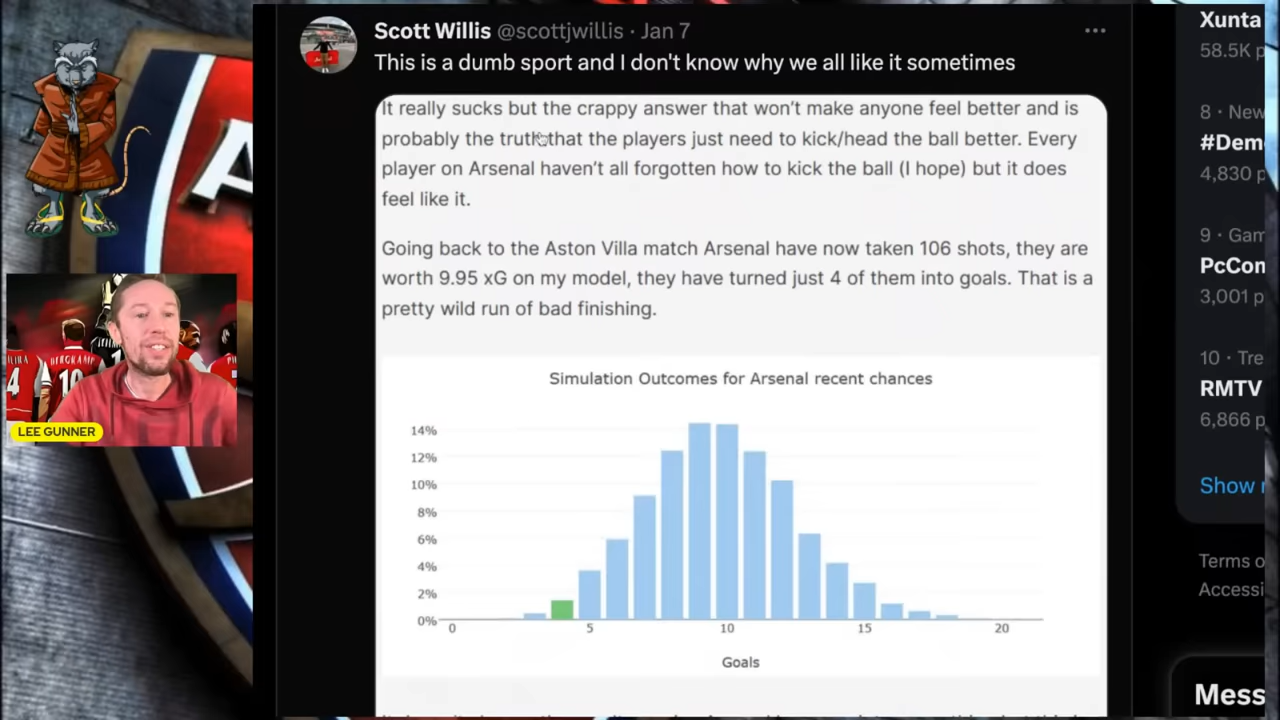 Scott Willis @scottjwillis · Jan 7
This is a dumb sport and I don't know why we all like it sometimes
It really sucks but the crappy answer that won't make anyone feel better and is
probably the truth that the players just need to kick/head the ball better. Every
player on Arsenal haven't all forgotten how to kick the ball (I hope) but it does
feel like it.
Going back to the Aston Villa match Arsenal have now taken 106 shots, they are
worth 9.95 xG on my model, they have turned just 4 of them into goals. That is a
pretty wild run of bad finishing.
Simulation Outcomes for Arsenal recent chances
14%
12%
10%
8%
6%
4%
2%
0%
0 5 10 15 20
Goals
BERGKAMP
4 10
LEE GUNNER
Xunta
58.5K p
8 · New
#Dem
4,830 p
9 · Gam
PcCon
3,001 p
10 · Tre
RMTV
6,866 p
Show
Terms o
Accessi
Mess